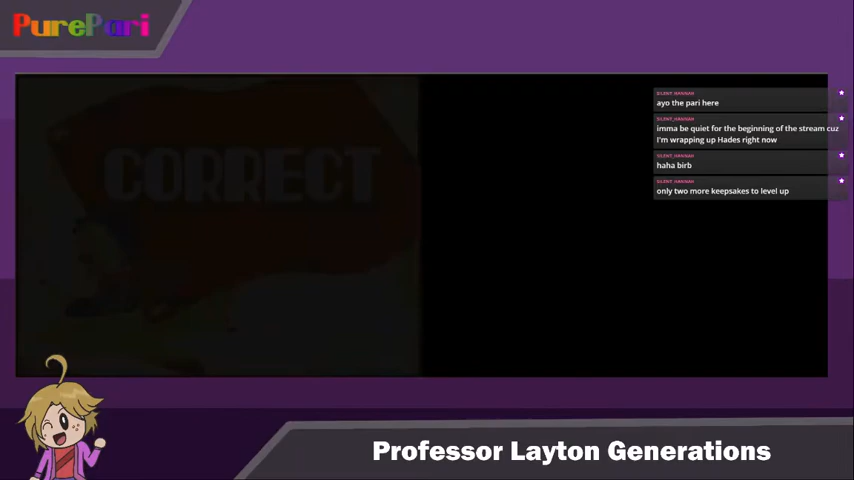 PurePari
CORRECT
SILENT_HANNAH
ayo the pari here
SILENT_HANNAH
imma be quiet for the beginning of the stream cuz
I'm wrapping up Hades right now
SILENT_HANNAH
haha birb
SILENT_HANNAH
only two more keepsakes to level up
Professor Layton Generations